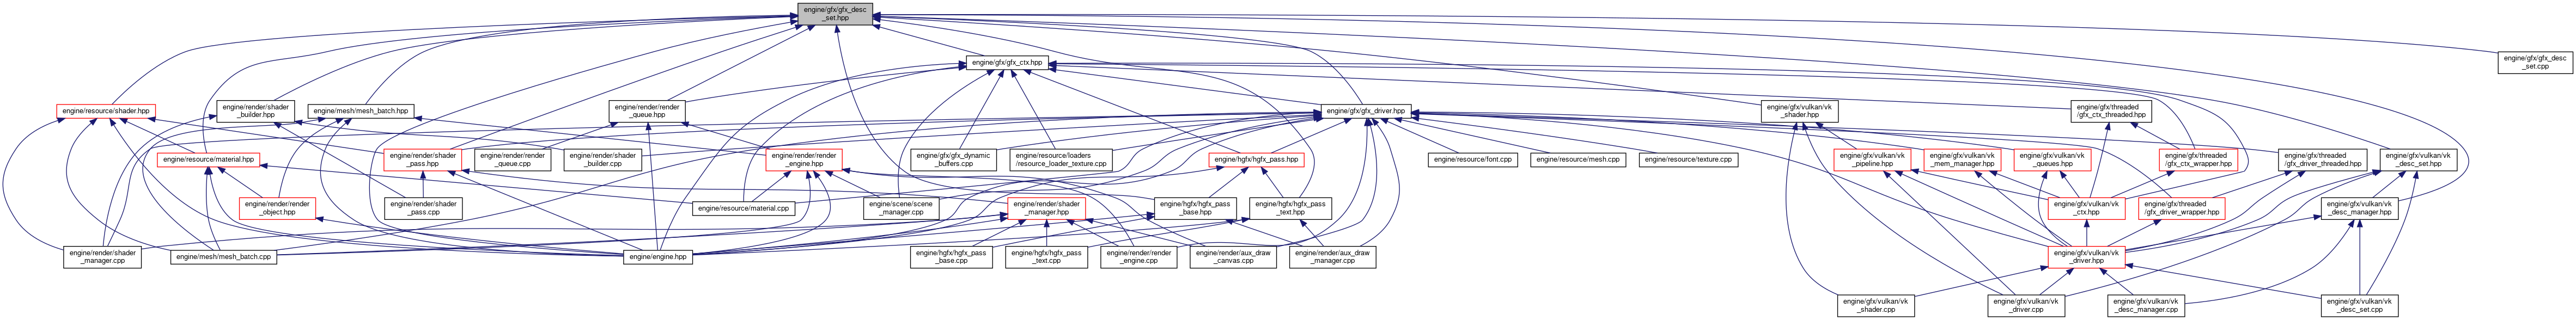 engine/gfx/gfx_desc
_set.hpp
engine/gfx/gfx_ctx.hpp
engine/gfx/gfx_desc
_set.cpp
engine/resource/shader.hpp
engine/render/shader
_builder.hpp
engine/mesh/mesh_batch.hpp
engine/render/render
_queue.hpp
engine/gfx/gfx_driver.hpp
engine/gfx/vulkan/vk
_shader.hpp
engine/gfx/threaded
/gfx_ctx_threaded.hpp
engine/resource/material.hpp
engine/render/shader
_pass.hpp
engine/render/render
_queue.cpp
engine/render/shader
_builder.cpp
engine/render/render
_engine.hpp
engine/gfx/gfx_dynamic
_buffers.cpp
engine/resource/loaders
/resource_loader_texture.cpp
engine/hgfx/hgfx_pass.hpp
engine/resource/font.cpp
engine/resource/mesh.cpp
engine/resource/texture.cpp
engine/gfx/vulkan/vk
_pipeline.hpp
engine/gfx/vulkan/vk
_mem_manager.hpp
engine/gfx/vulkan/vk
_queues.hpp
engine/gfx/threaded
/gfx_ctx_wrapper.hpp
engine/gfx/threaded
/gfx_driver_threaded.hpp
engine/gfx/vulkan/vk
_desc_set.hpp
engine/render/render
_object.hpp
engine/render/shader
_pass.cpp
engine/resource/material.cpp
engine/scene/scene
_manager.cpp
engine/render/shader
_manager.hpp
engine/hgfx/hgfx_pass
_base.hpp
engine/hgfx/hgfx_pass
_text.hpp
engine/gfx/vulkan/vk
_ctx.hpp
engine/gfx/threaded
/gfx_driver_wrapper.hpp
engine/gfx/vulkan/vk
_desc_manager.hpp
engine/render/shader
_manager.cpp
engine/mesh/mesh_batch.cpp
engine/engine.hpp
engine/hgfx/hgfx_pass
_base.cpp
engine/hgfx/hgfx_pass
_text.cpp
engine/render/render
_engine.cpp
engine/render/aux_draw
_canvas.cpp
engine/render/aux_draw
_manager.cpp
engine/gfx/vulkan/vk
_driver.hpp
engine/gfx/vulkan/vk
_shader.cpp
engine/gfx/vulkan/vk
_driver.cpp
engine/gfx/vulkan/vk
_desc_manager.cpp
engine/gfx/vulkan/vk
_desc_set.cpp